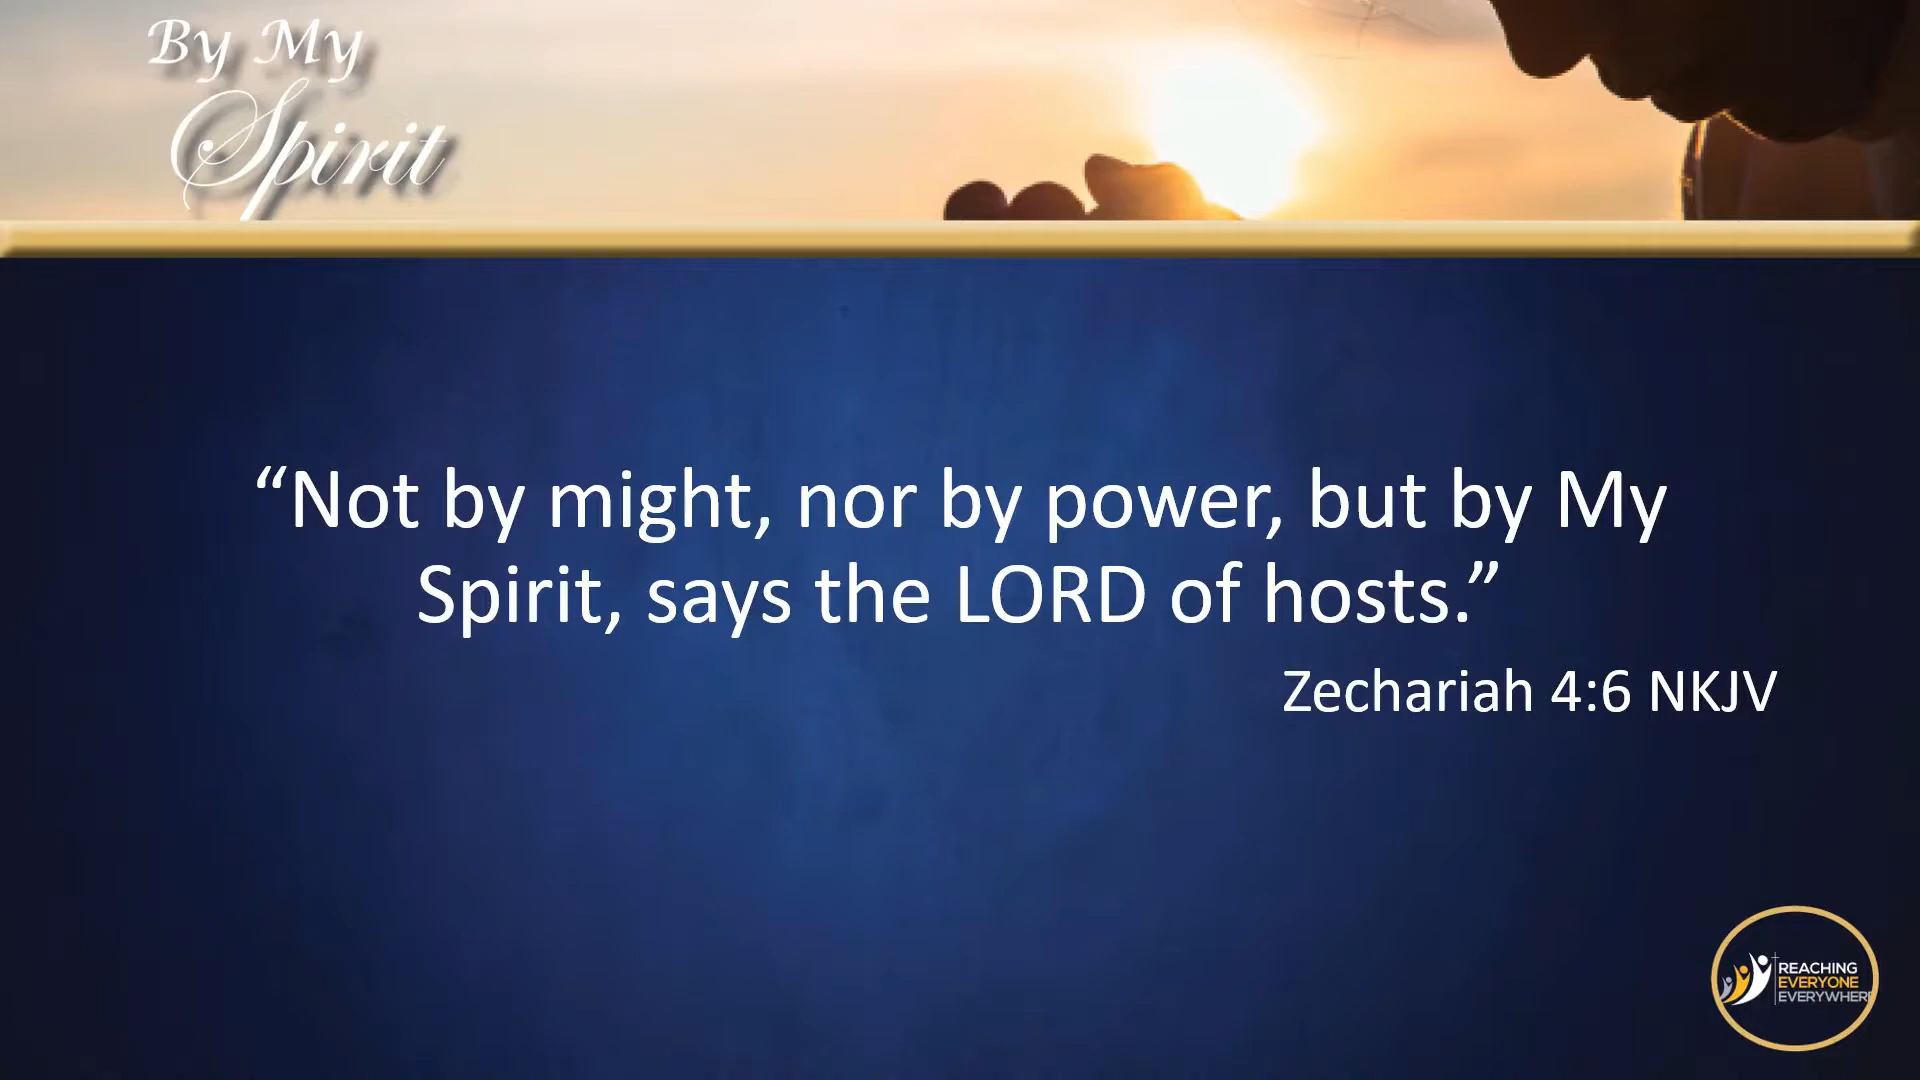 By My
Spirit
“Not by might, nor by power, but by My
Spirit, says the LORD of hosts.”
Zechariah 4:6 NKJV
REACHING
EVERYONE
EVERYWHERE